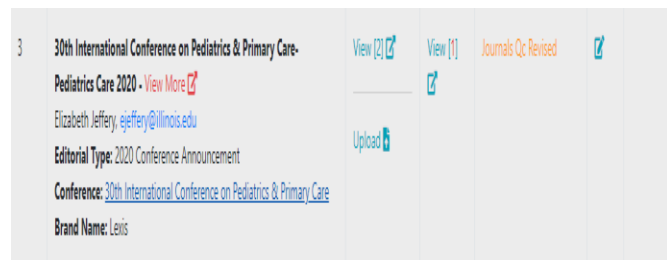 3
30th International Conference on Pediatrics & Primary Care-
Pediatrics Care 2020 - View More
Elizabeth Jeffery, ejeffery@illinois.edu
Editorial Type: 2020 Conference Announcement
Conference: 30th International Conference on Pediatrics & Primary Care
Brand Name: Lexis
View [2]
Upload
View [1]
Journals Qc Revised